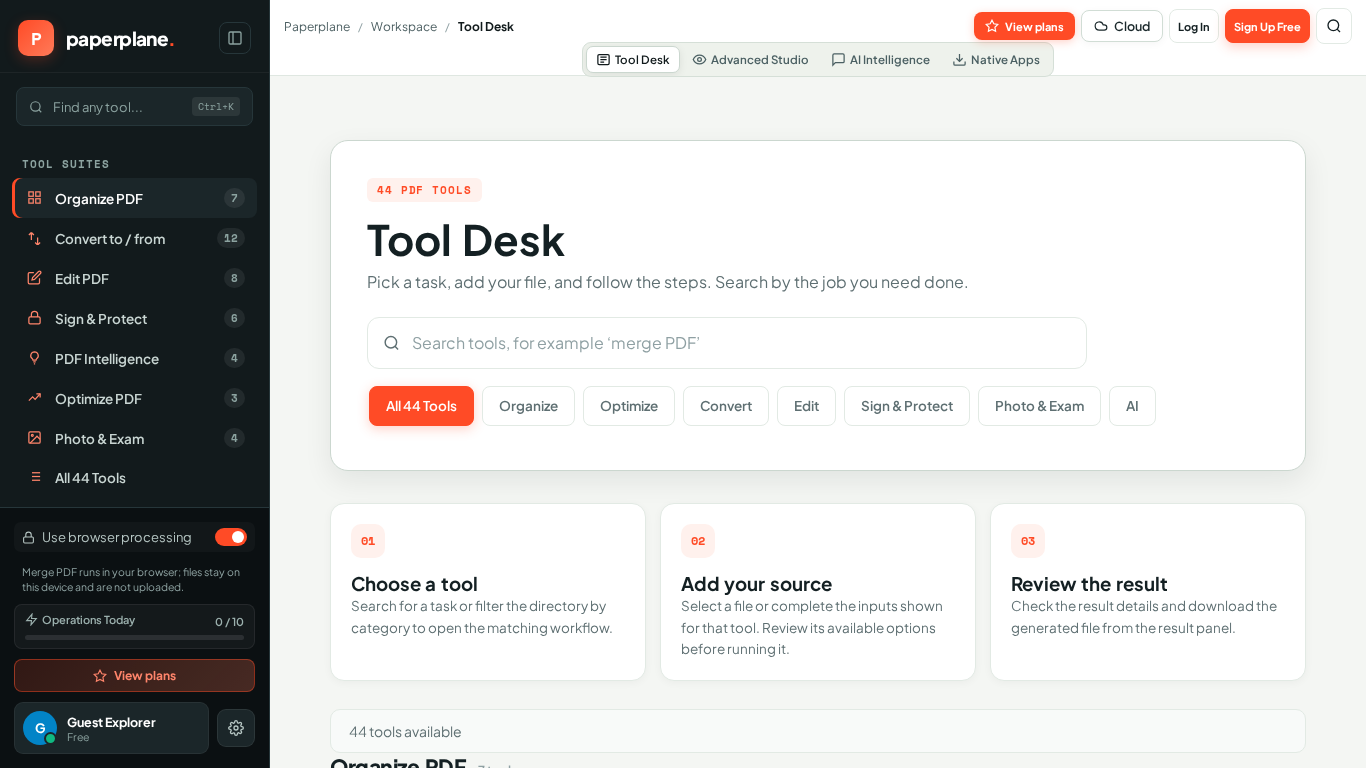 P paperplane.
Find any tool... Ctrl+K
TOOL SUITES
Organize PDF 7
Convert to / from 12
Edit PDF 8
Sign & Protect 6
PDF Intelligence 4
Optimize PDF 3
Photo & Exam 4
All 44 Tools
Use browser processing
Merge PDF runs in your browser; files stay on
this device and are not uploaded.
Operations Today 0 / 10
View plans
G Guest Explorer
Free
Paperplane / Workspace / Tool Desk
View plans Cloud Log In Sign Up Free
Tool Desk Advanced Studio AI Intelligence Native Apps
44 PDF TOOLS
Tool Desk
Pick a task, add your file, and follow the steps. Search by the job you need done.
Search tools, for example ‘merge PDF’
All 44 Tools Organize Optimize Convert Edit Sign & Protect Photo & Exam AI
01
Choose a tool
Search for a task or filter the directory by
category to open the matching workflow.
02
Add your source
Select a file or complete the inputs shown
for that tool. Review its available options
before running it.
03
Review the result
Check the result details and download the
generated file from the result panel.
44 tools available
Organize PDF 7 tools